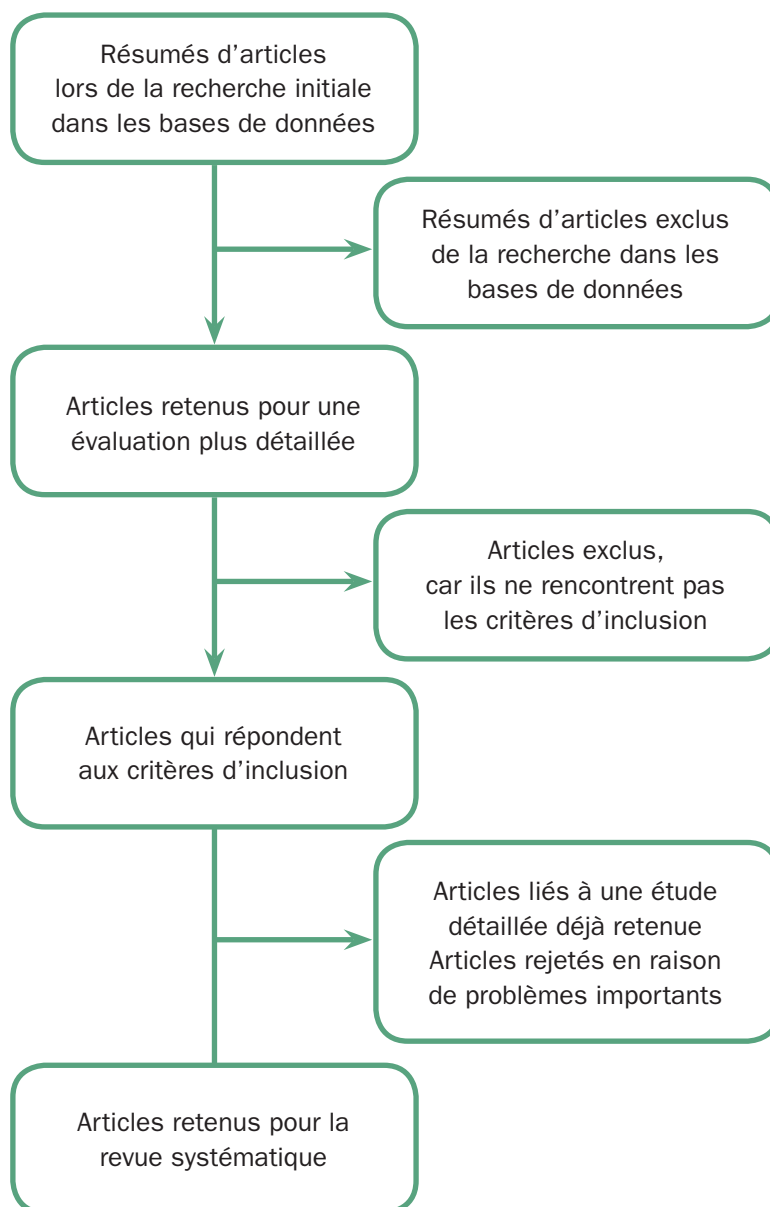 Résumés d’articles
lors de la recherche initiale
dans les bases de données
Résumés d’articles exclus
de la recherche dans les
bases de données
Articles retenus pour une
évaluation plus détaillée
Articles exclus,
car ils ne rencontrent pas
les critères d’inclusion
Articles qui répondent
aux critères d’inclusion
Articles liés à une étude
détaillée déjà retenue
Articles rejetés en raison
de problèmes importants
Articles retenus pour la
revue systématique